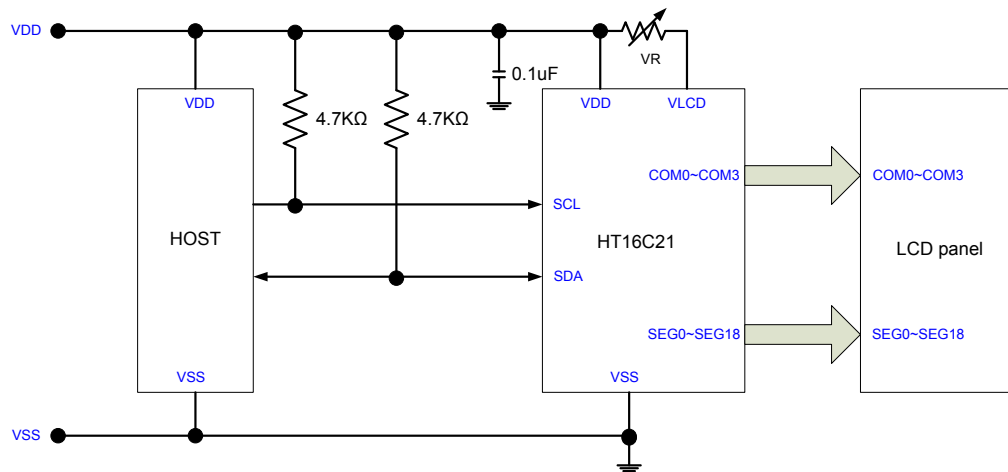 VDD
VR
0.1uF
VDD
VDD
VLCD
4.7KΩ
4.7KΩ
COM0~COM3
COM0~COM3
SCL
HOST
HT16C21
LCD panel
SDA
SEG0~SEG18
SEG0~SEG18
VSS
VSS
VSS